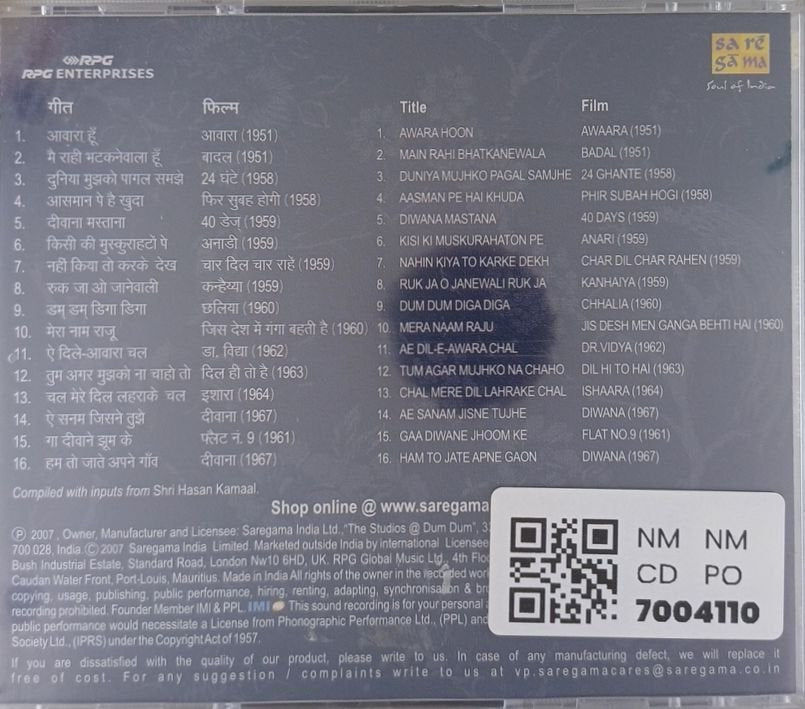 RPG
RPG ENTERPRISES
sa rē
gā ma
Soul of India
गीत फिल्म Title Film
1. आवारा हूँ आवारा (1951) 1. AWARA HOON AWAARA (1951)
2. मै राही भटकनेवाला हूँ बादल (1951) 2. MAIN RAHI BHATKANEWALA BADAL (1951)
3. दुनिया मुझको पागल समझे 24 घंटे (1958) 3. DUNIYA MUJHKO PAGAL SAMJHE 24 GHANTE (1958)
4. आसमान पे है खुदा फिर सुबह होगी (1958) 4. AASMAN PE HAI KHUDA PHIR SUBAH HOGI (1958)
5. दीवाना मस्ताना 40 डेज् (1959) 5. DIWANA MASTANA 40 DAYS (1959)
6. किसी की मुस्कुराहटों पे अनाडी (1959) 6. KISI KI MUSKURAHATON PE ANARI (1959)
7. नही किया तो करके देख चार दिल चार राहे (1959) 7. NAHIN KIYA TO KARKE DEKH CHAR DIL CHAR RAHEN (1959)
8. रुक जा ओ जानेवाली कन्हैय्या (1959) 8. RUK JA O JANEWALI RUK JA KANHAIYA (1959)
9. डम् डम् डिगा डिगा छलिया (1960) 9. DUM DUM DIGA DIGA CHHALIA (1960)
10. मेरा नाम राजू जिस देश में गंगा बहती है (1960) 10. MERA NAAM RAJU JIS DESH MEN GANGA BEHTI HAI (1960)
11. ऐ दिले-आवारा चल डा. विद्या (1962) 11. AE DIL-E-AWARA CHAL DR.VIDYA (1962)
12. तुम अगर मुझको ना चाहो तो दिल ही तो है (1963) 12. TUM AGAR MUJHKO NA CHAHO DIL HI TO HAI (1963)
13. चल मेरे दिल लहराके चल इशारा (1964) 13. CHAL MERE DIL LAHRAKE CHAL ISHAARA (1964)
14. ऐ सनम जिसने तुझे दीवाना (1967) 14. AE SANAM JISNE TUJHE DIWANA (1967)
15. गा दीवाने झूम के फ्लैट नं. 9 (1961) 15. GAA DIWANE JHOOM KE FLAT NO.9 (1961)
16. हम तो जाते अपने गाँव दीवाना (1967) 16. HAM TO JATE APNE GAON DIWANA (1967)
Compiled with inputs from Shri Hasan Kamaal.
Shop online @ www.saregama
Ⓟ 2007 , Owner, Manufacturer and Licensee: Saregama India Ltd.,"The Studios @ Dum Dum",
700 028, India. Ⓒ 2007 Saregama India Limited. Marketed outside India by international Licensee
Bush Industrial Estate, Standard Road, London Nw10 6HD, UK. RPG Global Music Ltd., 4th
Caudan Water Front, Port-Louis, Mauritius. Made in India All rights of the owner in the recorded
copying, usage, publishing, public performance, hiring, renting, adapting, synchronisation &
recording prohibited. Founder Member IMI & PPL. IMI This sound recording is for your personal
public performance would necessitate a License from Phonographic Performance Ltd., (PPL) and
Society Ltd., (IPRS) under the Copyright Act of 1957.
If you are dissatisfied with the quality of our product, please write to us. In case of any manufacturing defect, we will replace it
free of cost. For any suggestion / complaints write to us at vp.saregamacares@saregama.co.in
NM NM
CD PO
7004110